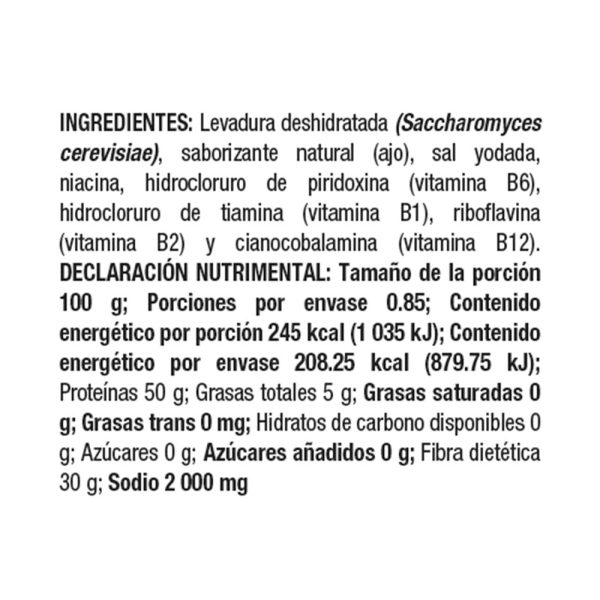 INGREDIENTES: Levadura deshidratada (Saccharomyces
cerevisiae), saborizante natural (ajo), sal yodada,
niacina, hidrocloruro de piridoxina (vitamina B6),
hidrocloruro de tiamina (vitamina B1), riboflavina
(vitamina B2) y cianocobalamina (vitamina B12).
DECLARACIÓN NUTRIMENTAL: Tamaño de la porción
100 g; Porciones por envase 0.85; Contenido
energético por porción 245 kcal (1 035 kJ); Contenido
energético por envase 208.25 kcal (879.75 kJ);
Proteínas 50 g; Grasas totales 5 g; Grasas saturadas 0
g; Grasas trans 0 mg; Hidratos de carbono disponibles 0
g; Azúcares 0 g; Azúcares añadidos 0 g; Fibra dietética
30 g; Sodio 2 000 mg